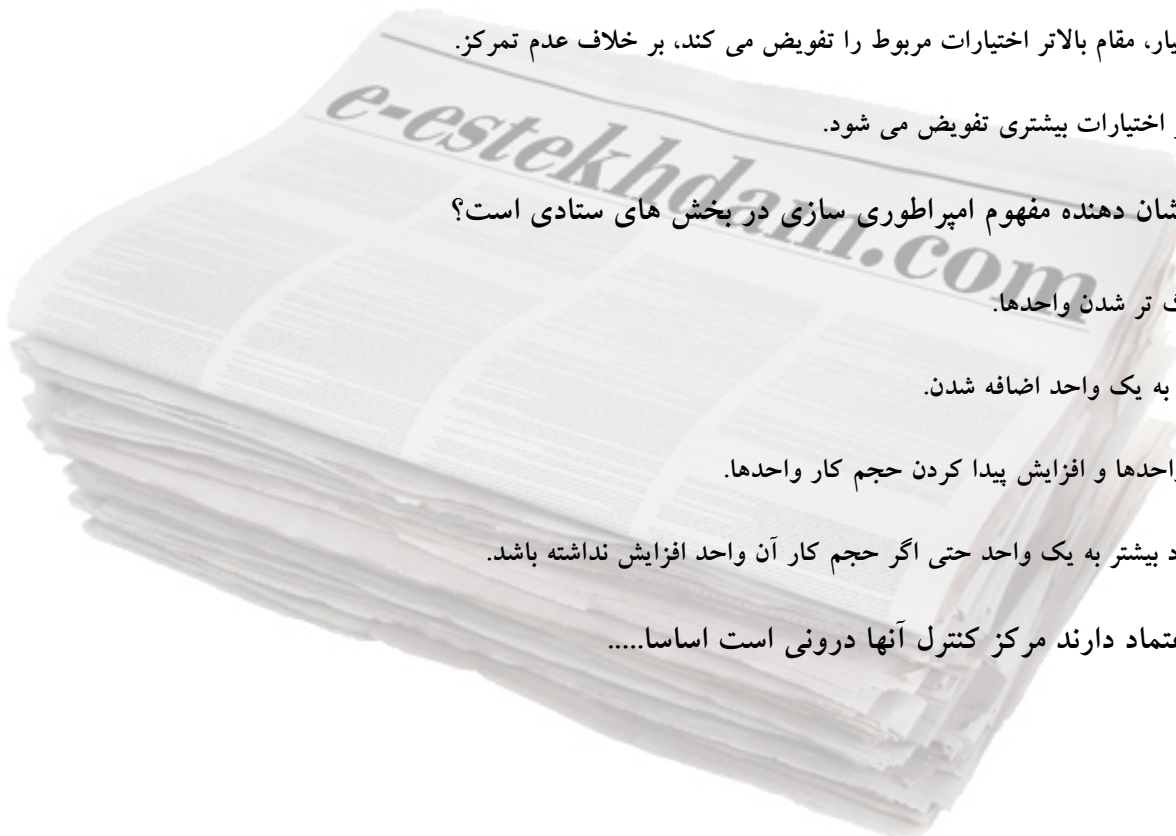 یار، مقام بالاتر اختیارات مربوط را تفویض می کند، بر خلاف عدم تمرکز.
اختیارات بیشتری تفویض می شود.
شان دهنده مفهوم امپراطوری سازی در بخش های ستادی است؟
تر شدن واحدها.
به یک واحد اضافه شدن.
واحدها و افزایش پیدا کردن حجم کار واحدها.
بیشتر به یک واحد حتی اگر حجم کار آن واحد افزایش نداشته باشد.
عتماد دارند مرکز کنترل آنها درونی است اساسا.....
e-estekhdam.com